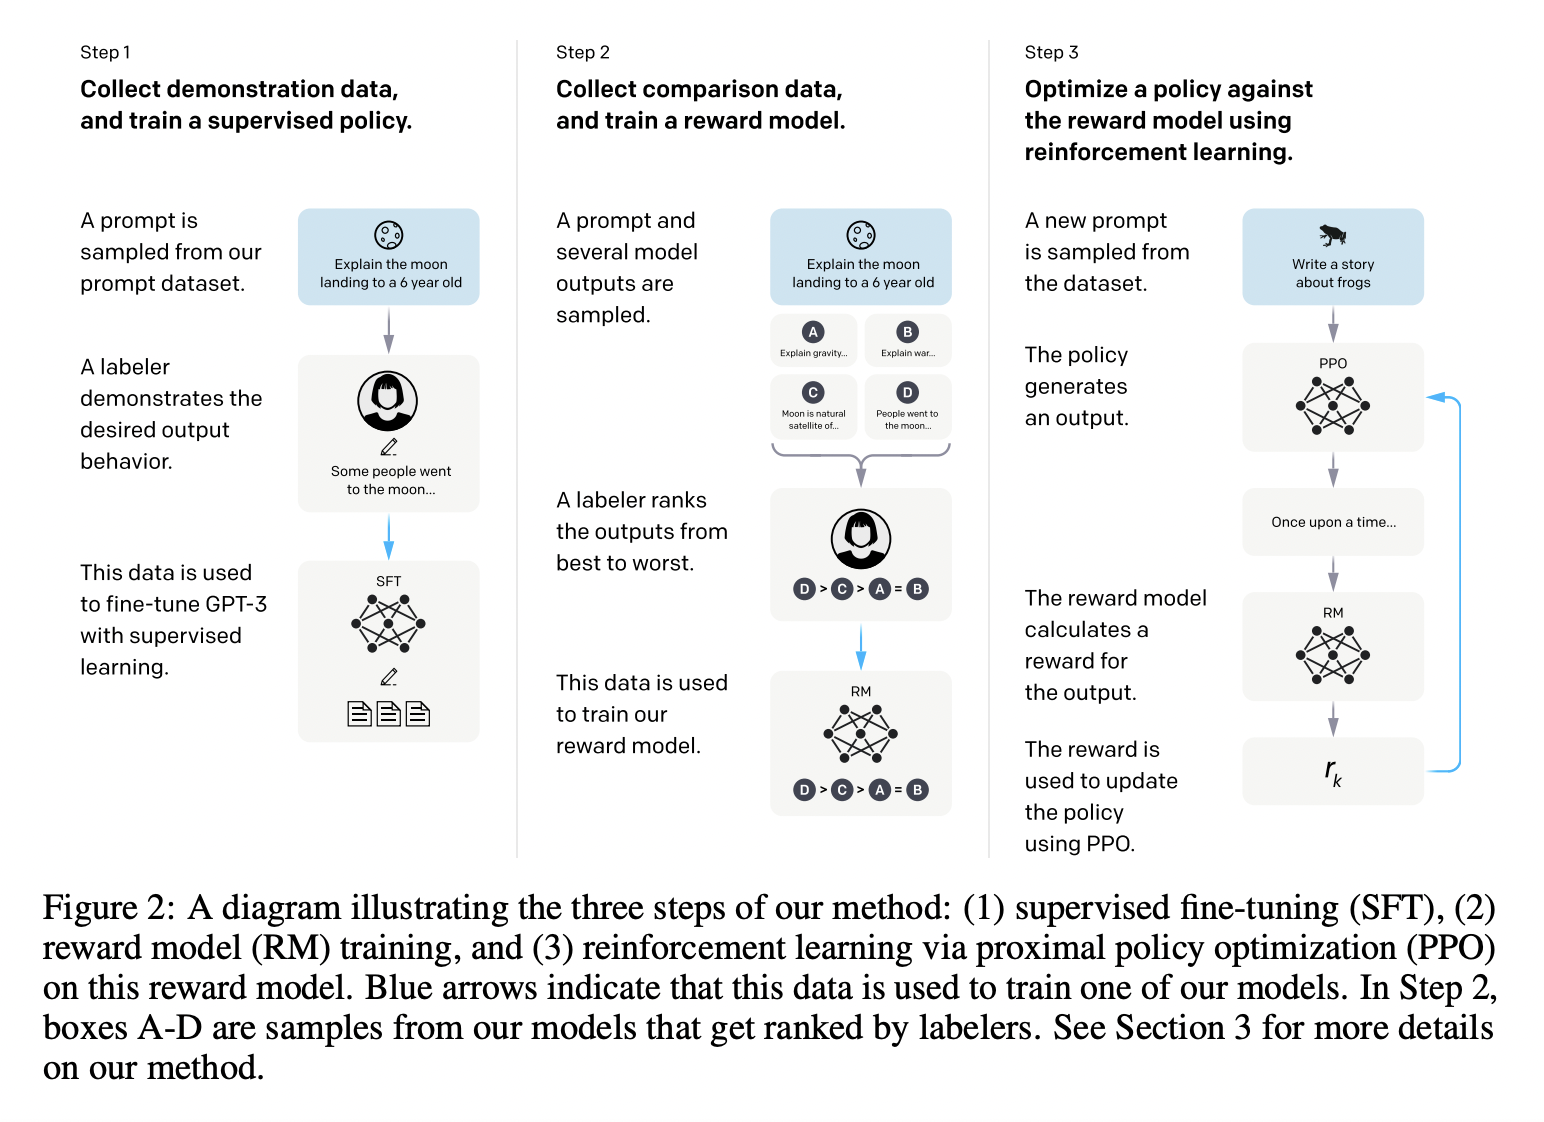 Step 1
Collect demonstration data,
and train a supervised policy.
A prompt is
sampled from our
prompt dataset.
Explain the moon
landing to a 6 year old
A labeler
demonstrates the
desired output
behavior.
Some people went
to the moon...
This data is used
to fine-tune GPT-3
with supervised
learning.
SFT
Step 2
Collect comparison data,
and train a reward model.
A prompt and
several model
outputs are
sampled.
Explain the moon
landing to a 6 year old
A
Explain gravity...
B
Explain war...
C
Moon is natural
satellite of...
D
People went to
the moon...
A labeler ranks
the outputs from
best to worst.
D > C > A = B
This data is used
to train our
reward model.
RM
D > C > A = B
Step 3
Optimize a policy against
the reward model using
reinforcement learning.
A new prompt
is sampled from
the dataset.
Write a story
about frogs
The policy
generates
an output.
PPO
Once upon a time...
The reward model
calculates a
reward for
the output.
RM
The reward is
used to update
the policy
using PPO.
r_k
Figure 2: A diagram illustrating the three steps of our method: (1) supervised fine-tuning (SFT), (2)
reward model (RM) training, and (3) reinforcement learning via proximal policy optimization (PPO)
on this reward model. Blue arrows indicate that this data is used to train one of our models. In Step 2,
boxes A-D are samples from our models that get ranked by labelers. See Section 3 for more details
on our method.